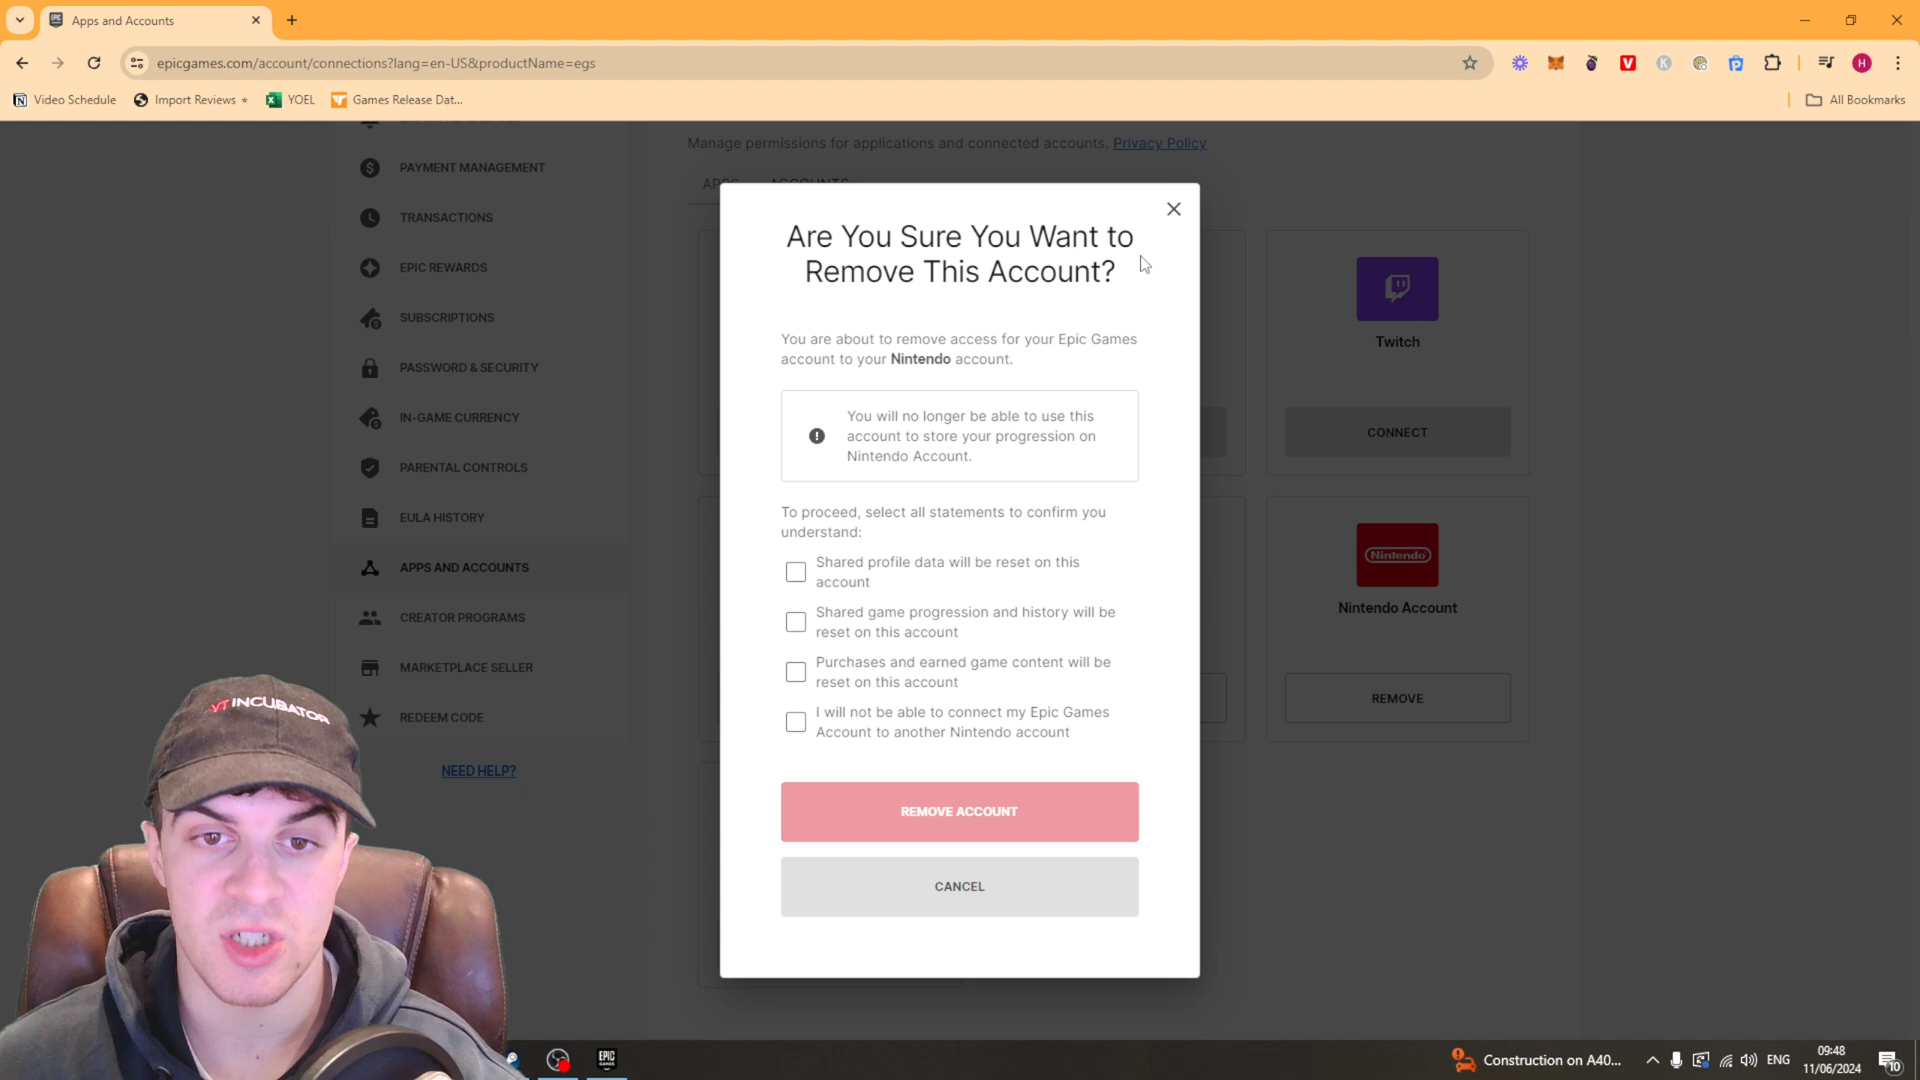 Apps and Accounts
epicgames.com/account/connections?lang=en-US&productName=egs
H
Video Schedule
Import Reviews
YOEL
Games Release Dat...
All Bookmarks
Manage permissions for applications and connected accounts. Privacy Policy
PAYMENT MANAGEMENT
TRANSACTIONS
EPIC REWARDS
SUBSCRIPTIONS
PASSWORD & SECURITY
IN-GAME CURRENCY
PARENTAL CONTROLS
EULA HISTORY
APPS AND ACCOUNTS
CREATOR PROGRAMS
MARKETPLACE SELLER
REDEEM CODE
NEED HELP?
APPS
ACCOUNTS
Are You Sure You Want to
Remove This Account?
You are about to remove access for your Epic Games
account to your Nintendo account.
You will no longer be able to use this
account to store your progression on
Nintendo Account.
To proceed, select all statements to confirm you
understand:
Shared profile data will be reset on this
account
Shared game progression and history will be
reset on this account
Purchases and earned game content will be
reset on this account
I will not be able to connect my Epic Games
Account to another Nintendo account
REMOVE ACCOUNT
CANCEL
Twitch
CONNECT
Nintendo
Nintendo Account
REMOVE
YT INCUBATOR
EPIC
GAMES
Construction on A40...
ENG
09:48
11/06/2024
10